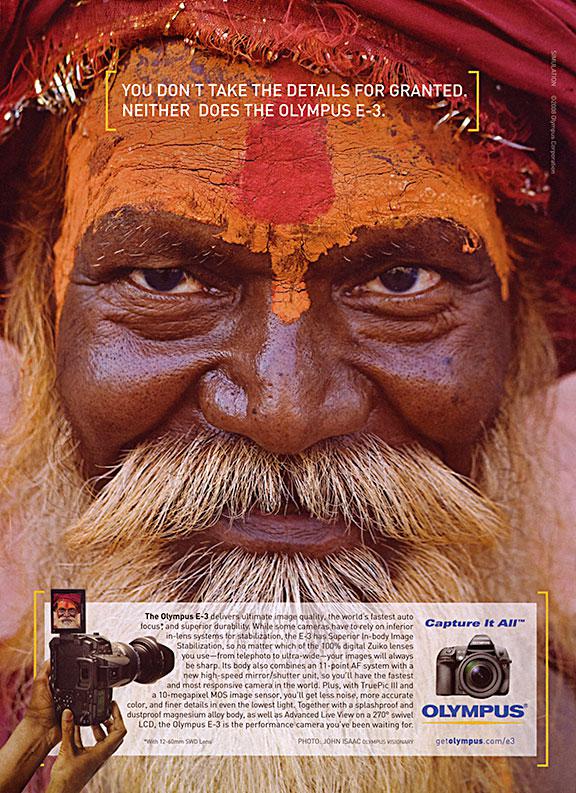 YOU DON'T TAKE THE DETAILS FOR GRANTED.
NEITHER DOES THE OLYMPUS E-3.
SIMULATION ©2008 Olympus Corporation
The Olympus E-3 delivers ultimate image quality, the world's fastest auto
focus,* and superior durability. While some cameras have to rely on inferior
in-lens systems for stabilization, the E-3 has Superior In-body Image
Stabilization, so no matter which of the 100% digital Zuiko lenses
you use—from telephoto to ultra-wide—your images will always
be sharp. Its body also combines an 11-point AF system with a
new high-speed mirror/shutter unit, so you'll have the fastest
and most responsive camera in the world. Plus, with TruePic III and
a 10-megapixel MOS image sensor, you'll get less noise, more accurate
color, and finer details in even the lowest light. Together with a splashproof and
dustproof magnesium alloy body, as well as Advanced Live View on a 270° swivel
LCD, the Olympus E-3 is the performance camera you've been waiting for.
*With 12-60mm SWD Lens
PHOTO: JOHN ISAAC OLYMPUS VISIONARY
Capture It All™
OLYMPUS®
getolympus.com/e3